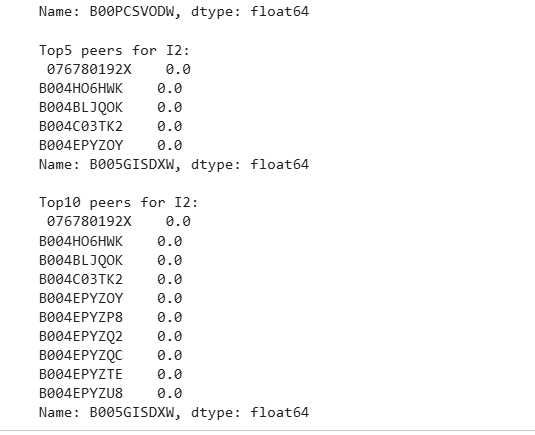 Name: B00PCSVODW, dtype: float64
Top5 peers for I2:
076780192X    0.0
B004HO6HWK    0.0
B004BLJQOK    0.0
B004C03TK2    0.0
B004EPYZOY    0.0
Name: B005GISDXW, dtype: float64
Top10 peers for I2:
076780192X    0.0
B004HO6HWK    0.0
B004BLJQOK    0.0
B004C03TK2    0.0
B004EPYZOY    0.0
B004EPYZP8    0.0
B004EPYZQ2    0.0
B004EPYZQC    0.0
B004EPYZTE    0.0
B004EPYZU8    0.0
Name: B005GISDXW, dtype: float64